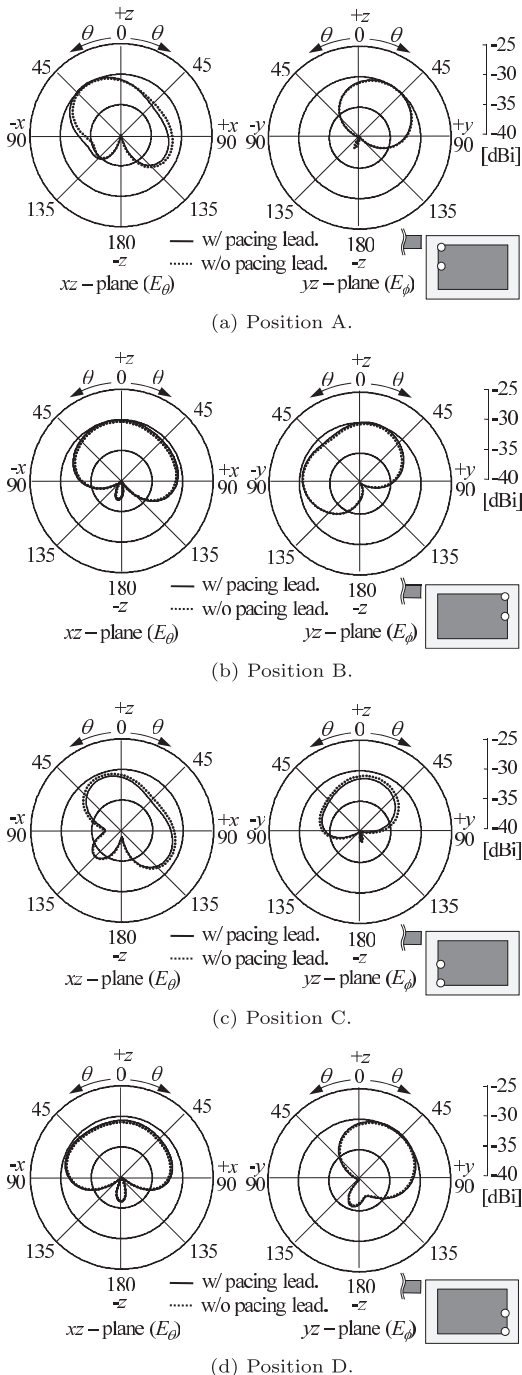 +z
θ 0 θ
45 45
-x +x
90 90
135 135
180
-z
xz – plane (Eθ)
+z
θ 0 θ
45 45
-y +y
90 90
135 135
180
-z
yz – plane (Eϕ)
-25
-30
-35
-40
[dBi]
w/ pacing lead.
w/o pacing lead.
(a) Position A.
+z
θ 0 θ
45 45
-x +x
90 90
135 135
180
-z
xz – plane (Eθ)
+z
θ 0 θ
45 45
-y +y
90 90
135 135
180
-z
yz – plane (Eϕ)
-25
-30
-35
-40
[dBi]
w/ pacing lead.
w/o pacing lead.
(b) Position B.
+z
θ 0 θ
45 45
-x +x
90 90
135 135
180
-z
xz – plane (Eθ)
+z
θ 0 θ
45 45
-y +y
90 90
135 135
180
-z
yz – plane (Eϕ)
-25
-30
-35
-40
[dBi]
w/ pacing lead.
w/o pacing lead.
(c) Position C.
+z
θ 0 θ
45 45
-x +x
90 90
135 135
180
-z
xz – plane (Eθ)
+z
θ 0 θ
45 45
-y +y
90 90
135 135
180
-z
yz – plane (Eϕ)
-25
-30
-35
-40
[dBi]
w/ pacing lead.
w/o pacing lead.
(d) Position D.